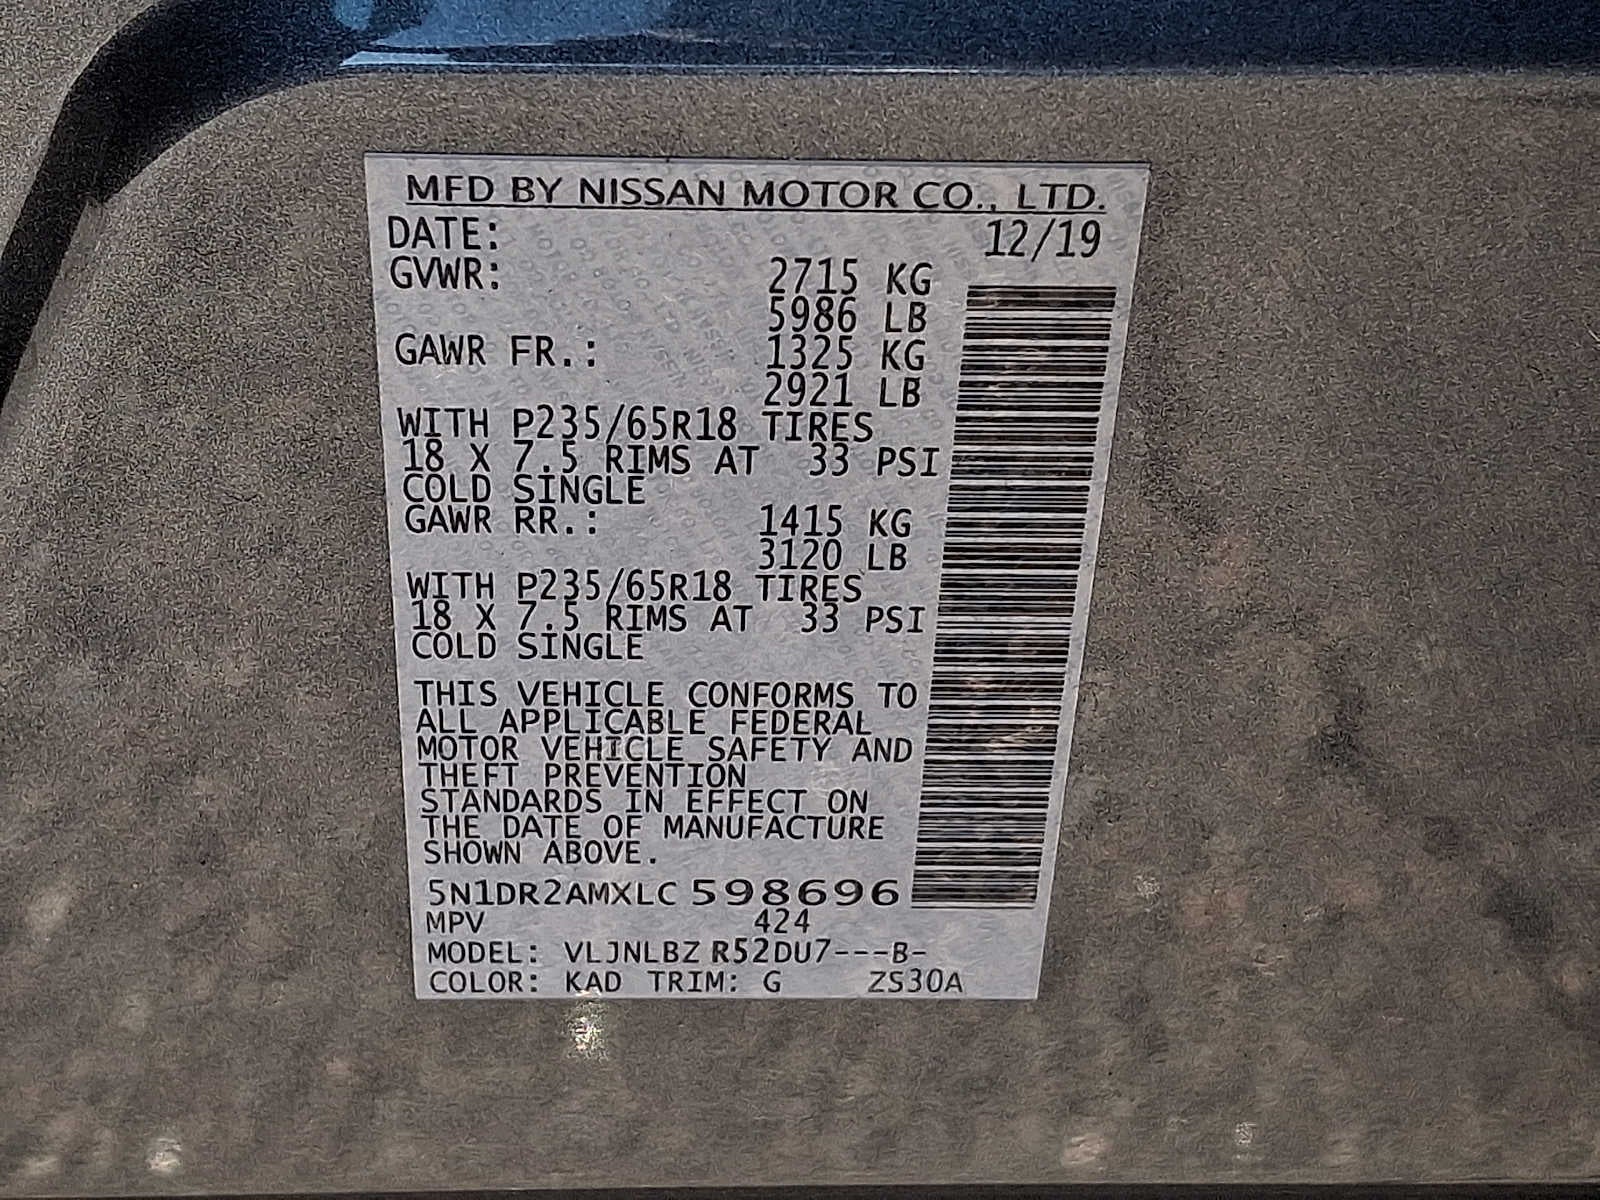 MFD BY NISSAN MOTOR CO., LTD.
DATE: 12/19
GVWR: 2715 KG
5986 LB
GAWR FR.: 1325 KG
2921 LB
WITH P235/65R18 TIRES
18 X 7.5 RIMS AT 33 PSI
COLD SINGLE
GAWR RR.: 1415 KG
3120 LB
WITH P235/65R18 TIRES
18 X 7.5 RIMS AT 33 PSI
COLD SINGLE
THIS VEHICLE CONFORMS TO
ALL APPLICABLE FEDERAL
MOTOR VEHICLE SAFETY AND
THEFT PREVENTION
STANDARDS IN EFFECT ON
THE DATE OF MANUFACTURE
SHOWN ABOVE.
5N1DR2AMXLC 598696
MPV 424
MODEL: VLJNLBZ R52DU7---B-
COLOR: KAD TRIM: G ZS30A